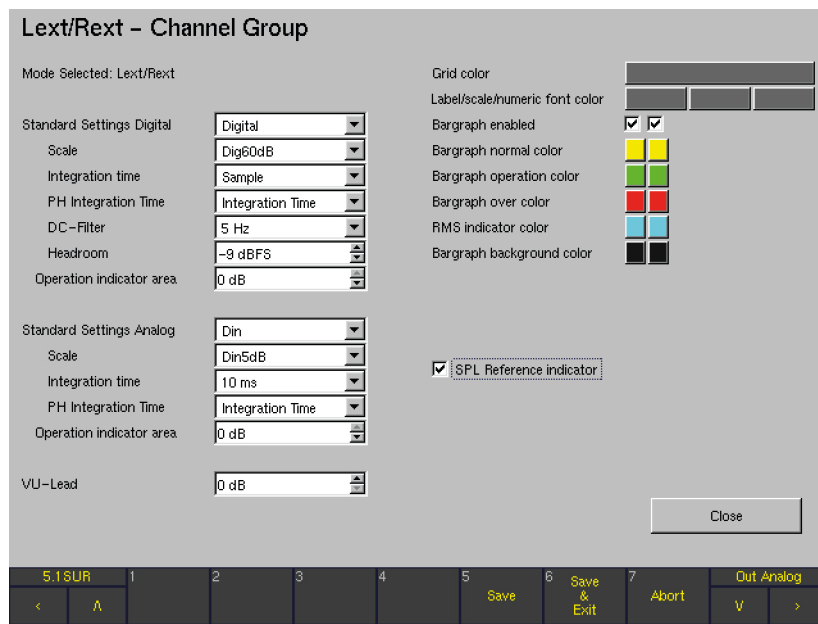 Lext/Rext – Channel Group
Mode Selected: Lext/Rext
Standard Settings Digital Digital
Scale Dig60dB
Integration time Sample
PH Integration Time Integration Time
DC–Filter 5 Hz
Headroom –9 dBFS
Operation indicator area 0 dB
Standard Settings Analog Din
Scale Din5dB
Integration time 10 ms
PH Integration Time Integration Time
Operation indicator area 0 dB
VU–Lead 0 dB
Grid color
Label/scale/numeric font color
Bargraph enabled
Bargraph normal color
Bargraph operation color
Bargraph over color
RMS indicator color
Bargraph background color
SPL Reference indicator
Close
5.1SUR 1 2 3 4 5 6 7 Out Analog
< Λ Save Save & Exit Abort V >